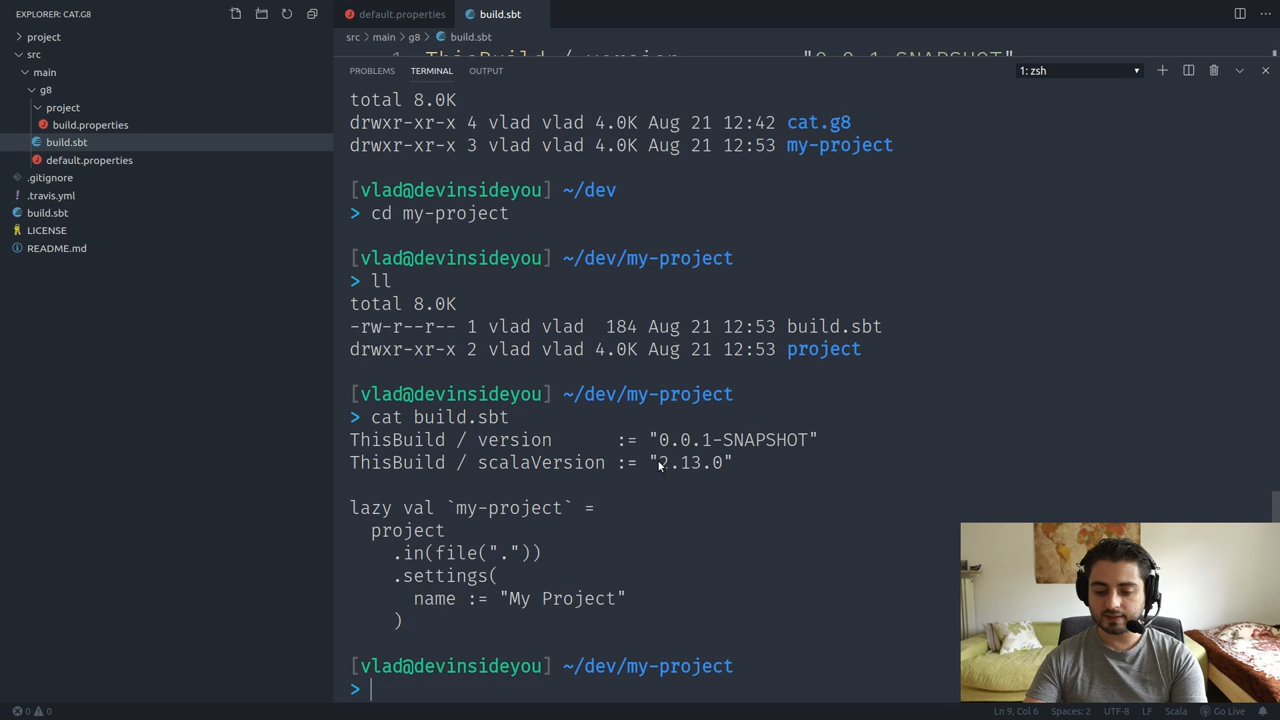 EXPLORER: CAT.G8
project
src
main
g8
project
build.properties
build.sbt
default.properties
.gitignore
.travis.yml
build.sbt
LICENSE
README.md
default.properties
build.sbt
src > main > g8 > build.sbt
1 ThisBuild / version "0.0.1-SNAPSHOT"
PROBLEMS TERMINAL OUTPUT
1: zsh
total 8.0K
drwxr-xr-x 4 vlad vlad 4.0K Aug 21 12:42 cat.g8
drwxr-xr-x 3 vlad vlad 4.0K Aug 21 12:53 my-project
[vlad@devinsideyou] ~/dev
> cd my-project
[vlad@devinsideyou] ~/dev/my-project
> ll
total 8.0K
-rw-r--r-- 1 vlad vlad 184 Aug 21 12:53 build.sbt
drwxr-xr-x 2 vlad vlad 4.0K Aug 21 12:53 project
[vlad@devinsideyou] ~/dev/my-project
> cat build.sbt
ThisBuild / version := "0.0.1-SNAPSHOT"
ThisBuild / scalaVersion := "2.13.0"
lazy val `my-project` =
project
.in(file("."))
.settings(
name := "My Project"
)
[vlad@devinsideyou] ~/dev/my-project
>
0 0
Ln 9, Col 6 Spaces: 2 UTF-8 LF Scala Go Live